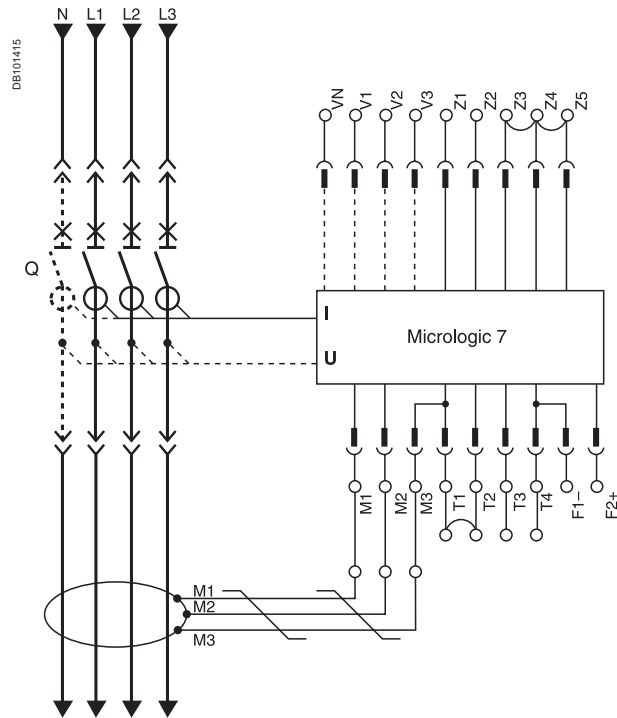 DB101415
N L1 L2 L3
VN V1 V2 V3 Z1 Z2 Z3 Z4 Z5
Q
I
Micrologic 7
U
M1 M2 M3 T1 T2 T3 T4 F1– F2+
M1
M2
M3